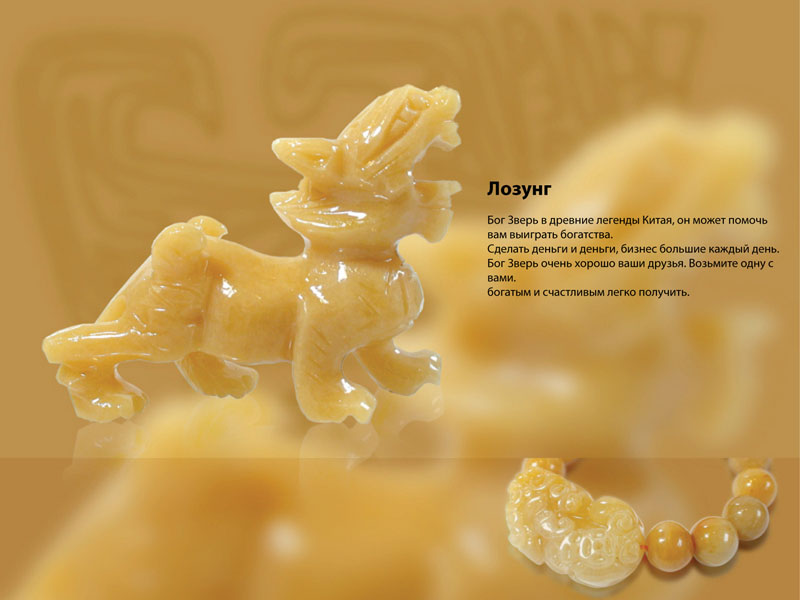 Лозунг
Бог Зверь в древние легенды Китая, он может помочь
вам выиграть богатства.
Сделать деньги и деньги, бизнес большие каждый день.
Бог Зверь очень хорошо ваши друзья. Возьмите одну с
вами.
богатым и счастливым легко получить.